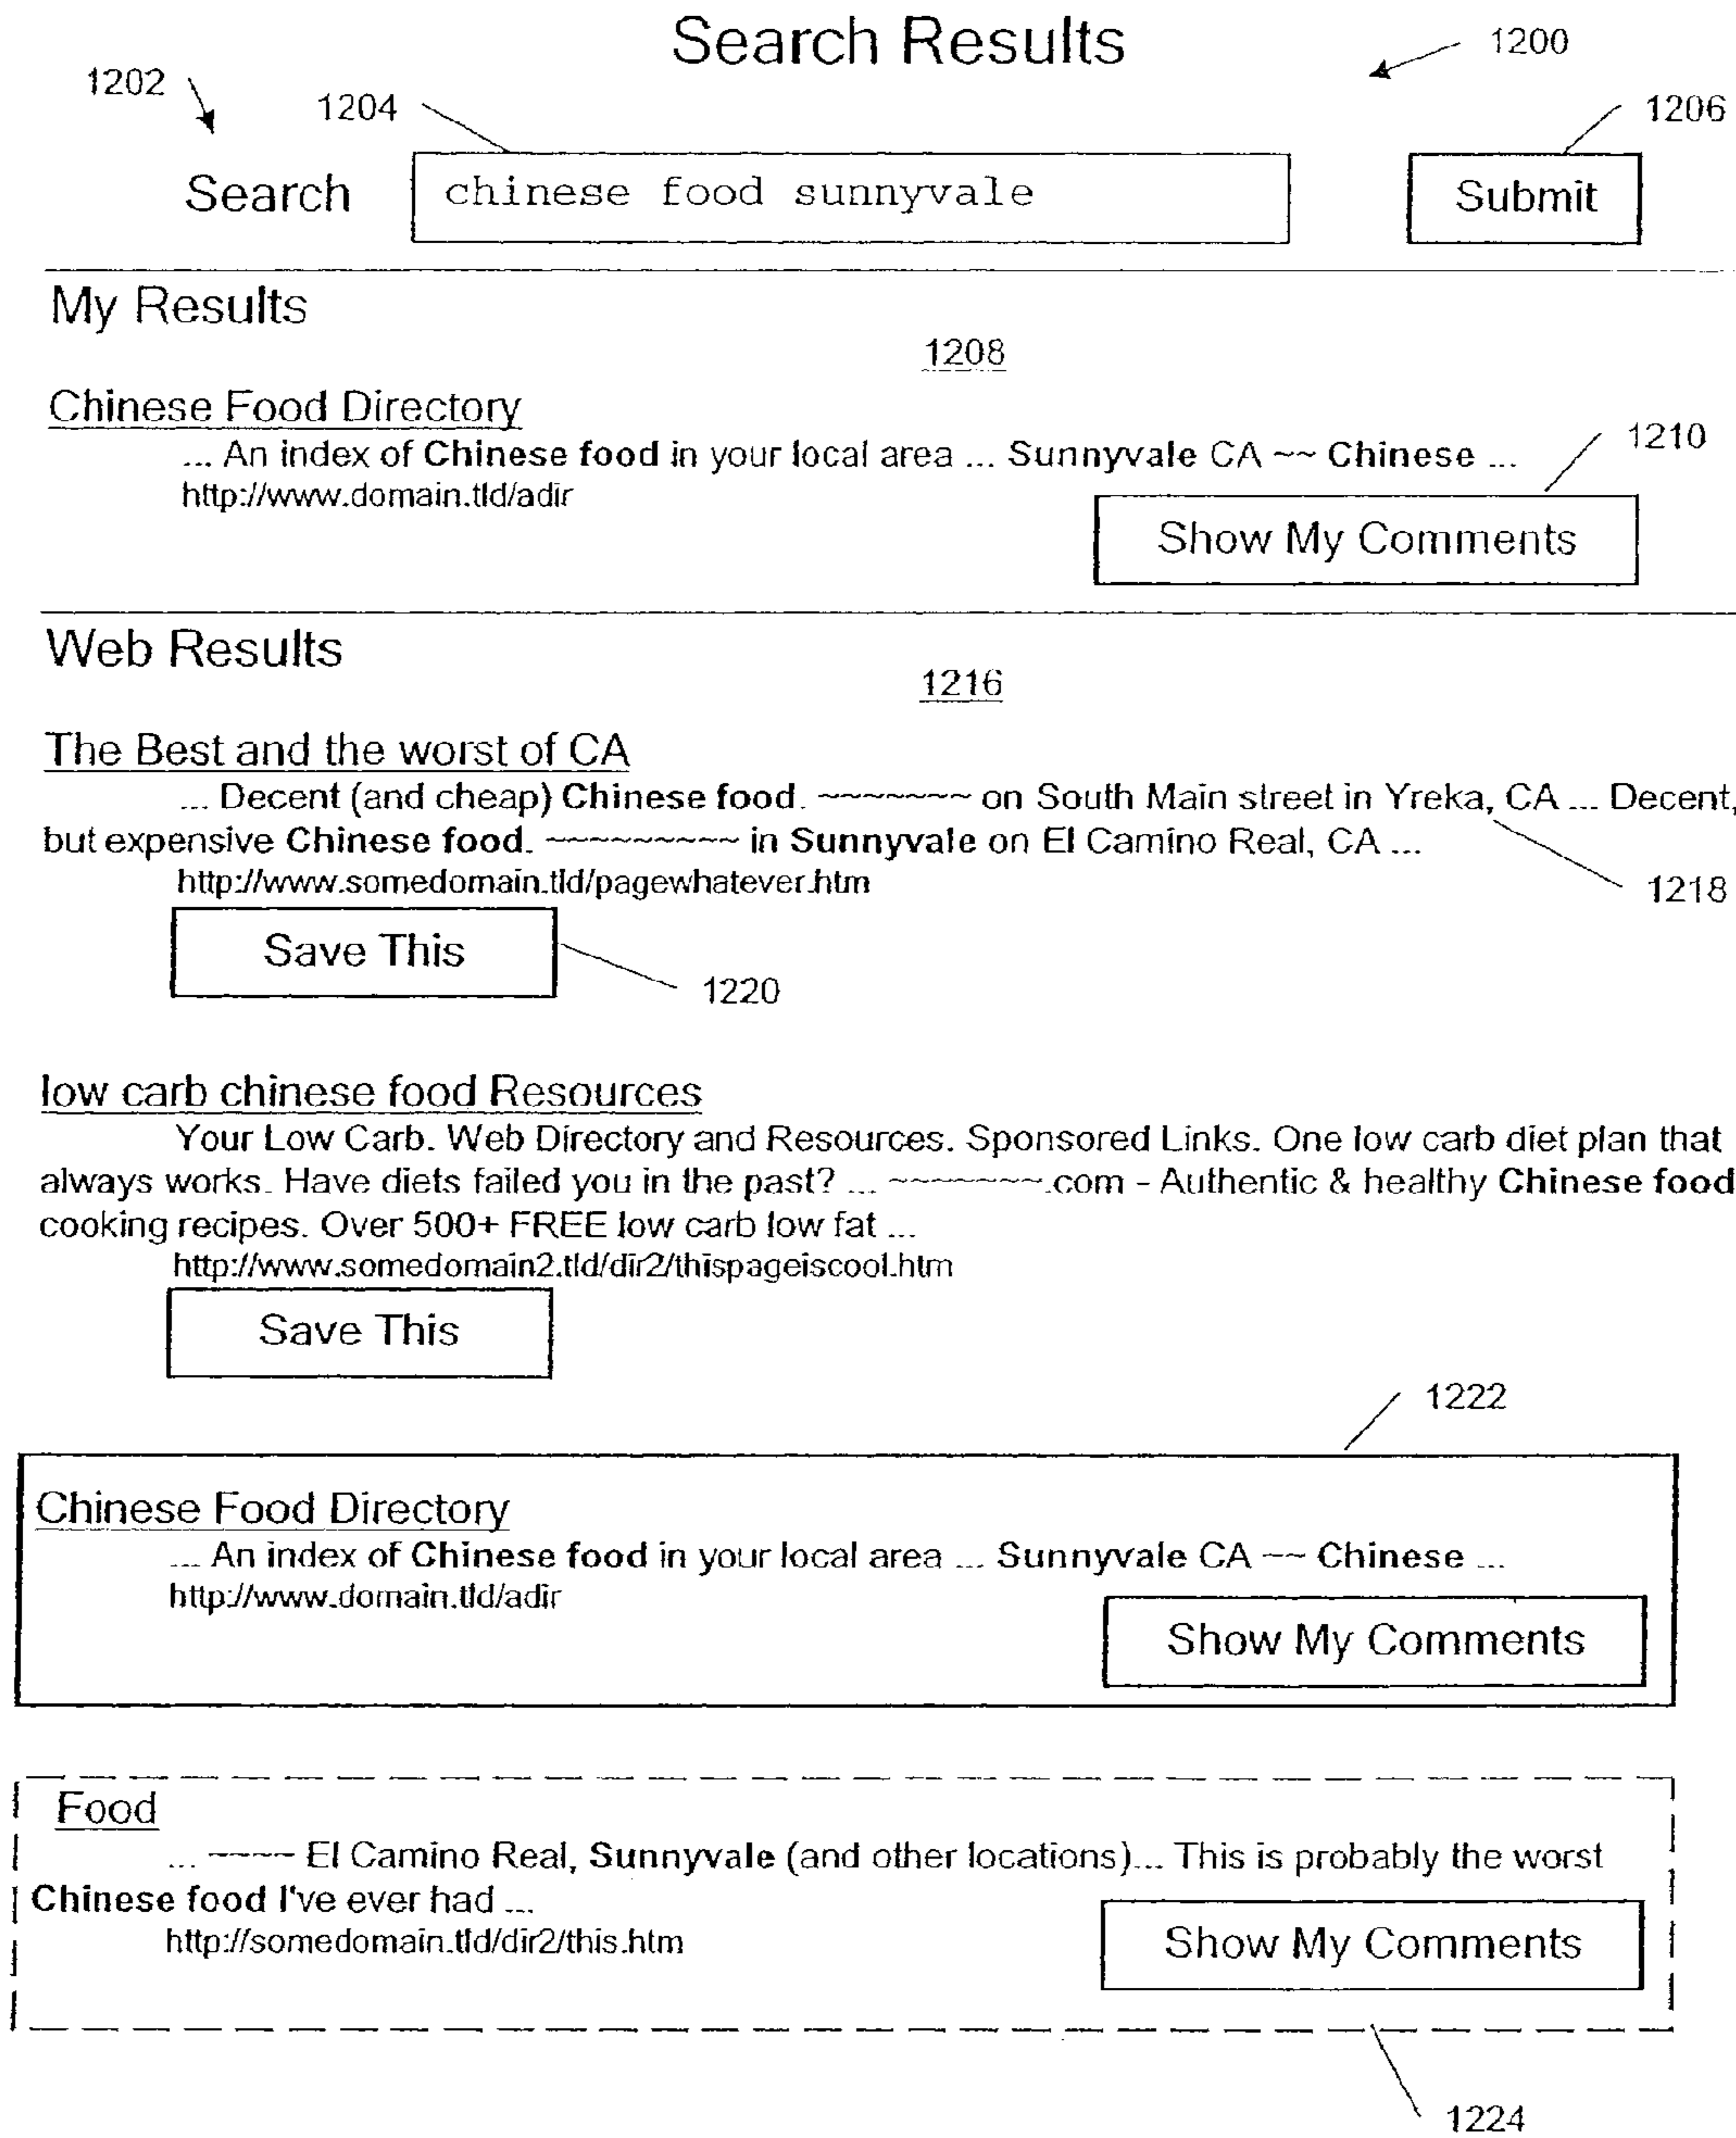 Search Results
1200
1202
1204
1206
Search
chinese food sunnyvale
Submit
My Results
1208
Chinese Food Directory
... An index of Chinese food in your local area ... Sunnyvale CA ~~ Chinese ...
1210
http://www.domain.tld/adir
Show My Comments
Web Results
1216
The Best and the worst of CA
... Decent (and cheap) Chinese food. ~~~~~~~ on South Main street in Yreka, CA ... Decent,
but expensive Chinese food. ~~~~~~~~~ in Sunnyvale on El Camino Real, CA ...
http://www.somedomain.tld/pagewhatever.htm
1218
Save This
1220
low carb chinese food Resources
Your Low Carb. Web Directory and Resources. Sponsored Links. One low carb diet plan that
always works. Have diets failed you in the past? ... ~~~~~~~.com - Authentic & healthy Chinese food
cooking recipes. Over 500+ FREE low carb low fat ...
http://www.somedomain2.tld/dir2/thispageiscool.htm
Save This
1222
Chinese Food Directory
... An index of Chinese food in your local area ... Sunnyvale CA ~~ Chinese ...
http://www.domain.tld/adir
Show My Comments
Food
... ~~~~ El Camino Real, Sunnyvale (and other locations)... This is probably the worst
Chinese food I've ever had ...
http://somedomain.tld/dir2/this.htm
Show My Comments
1224